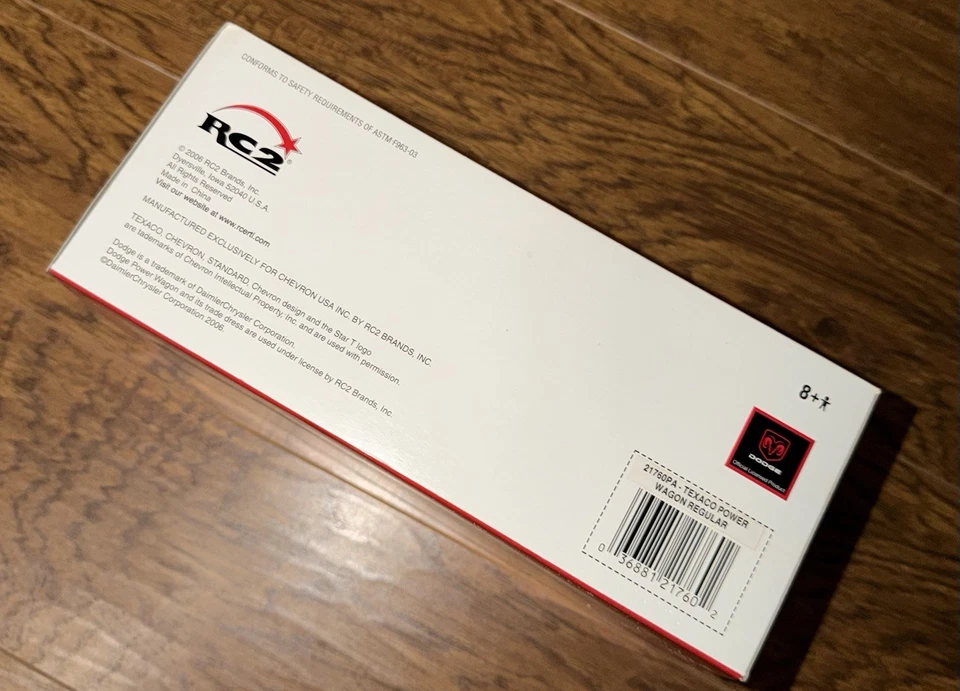 CONFORMS TO SAFETY REQUIREMENTS OF ASTM F963-03
RC2
© 2006 RC2 Brands, Inc.
Dyersville, Iowa 52040 U.S.A.
All Rights Reserved
Made in China
Visit our website at www.rcertl.com
MANUFACTURED EXCLUSIVELY FOR CHEVRON USA INC. BY RC2 BRANDS, INC.
TEXACO, CHEVRON, STANDARD, Chevron design and the Star T logo
are tademarks of Chevron Intellectual Property, Inc. and are used with permission.
Dodge is a trademark of DaimlerChrysler Corporation.
Dodge Power Wagon and its trade dress are used under license by RC2 Brands, Inc.
©DaimlerChrysler Corporation 2006.
8+
DODGE
Official Licensed Product
21760PA - TEXACO POWER
WAGON REGULAR
0 36881 21760 2